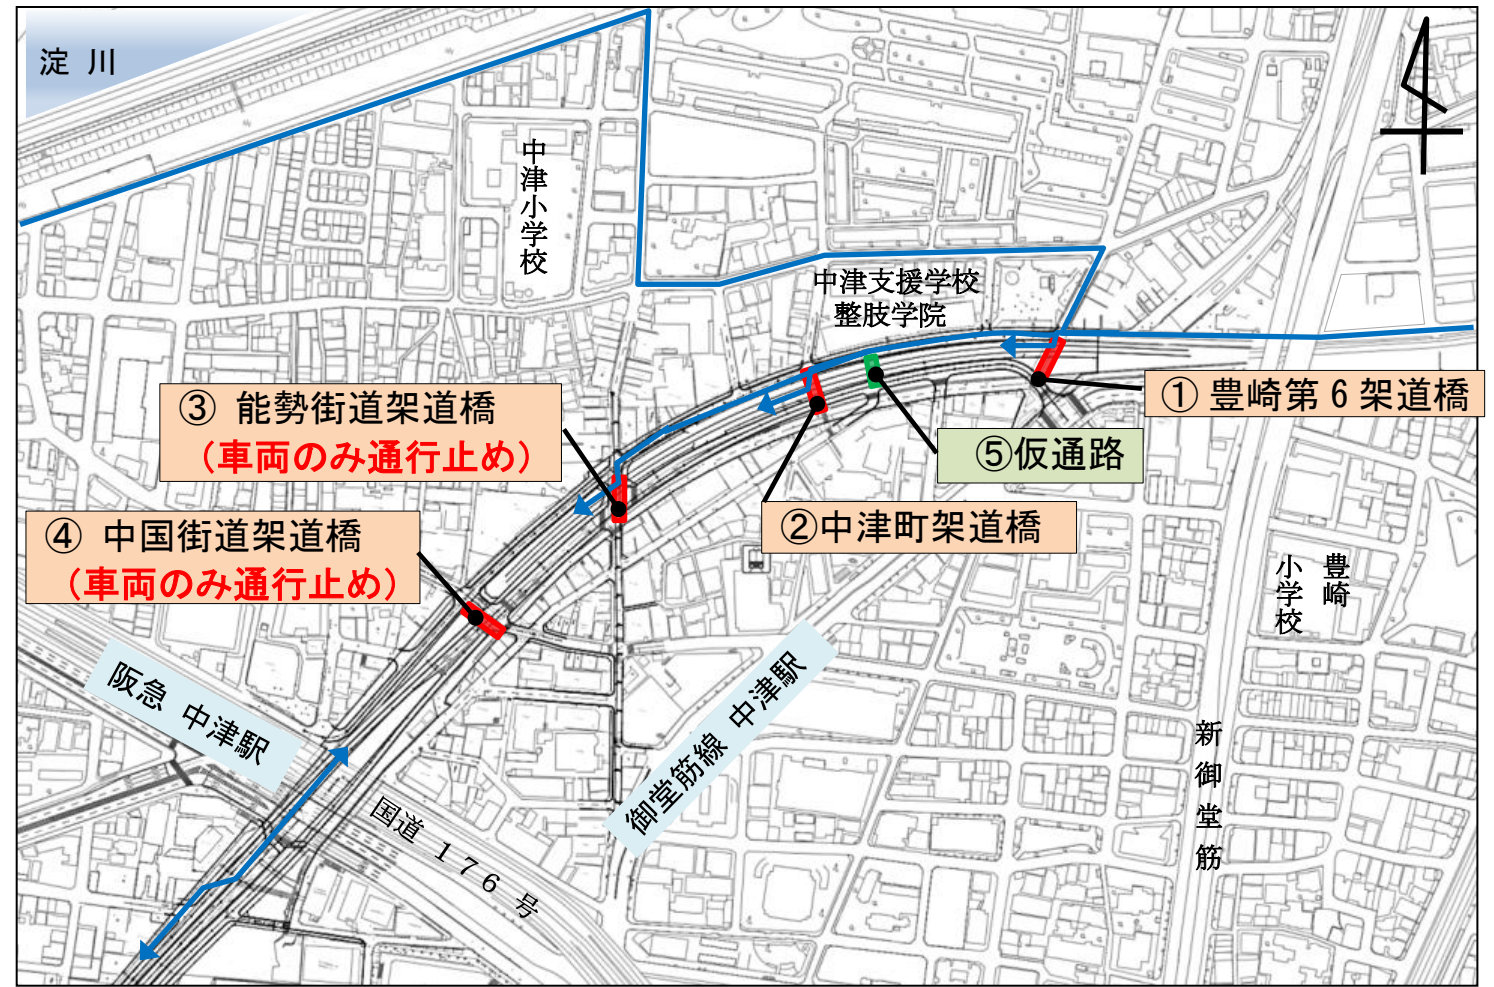 淀 川
中津小学校
中津支援学校
整肢学院
① 豊崎第6架道橋
③ 能勢街道架道橋
（車両のみ通行止め）
⑤仮通路
②中津町架道橋
④ 中国街道架道橋
（車両のみ通行止め）
豊崎
小学校
阪急 中津駅
御堂筋線 中津駅
新御堂筋
国道 176 号